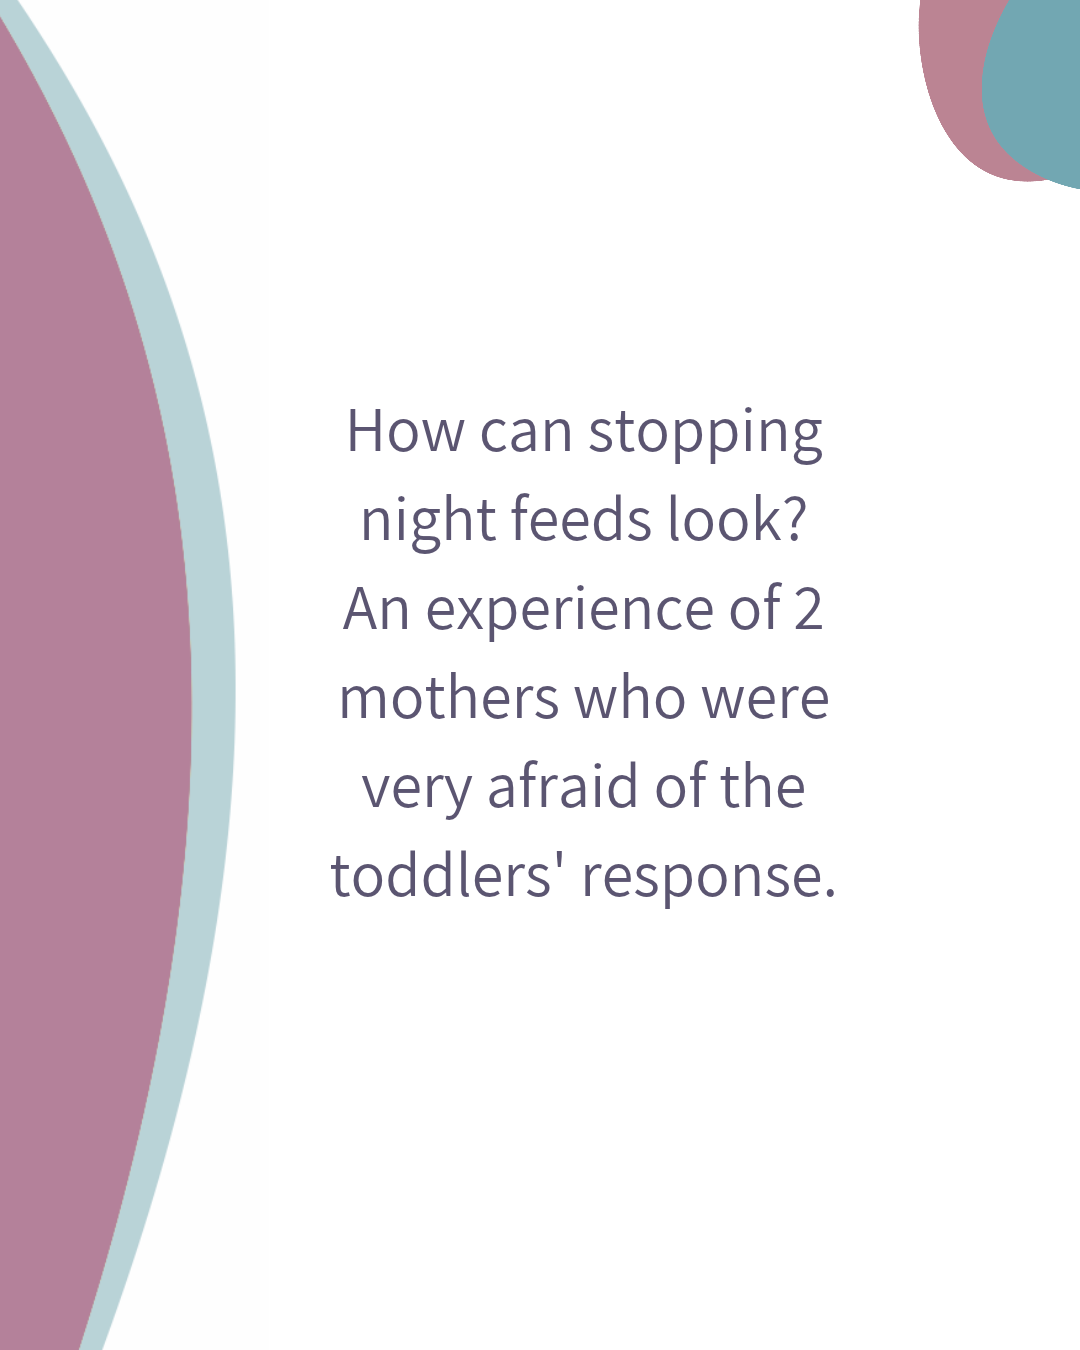 How can stopping
night feeds look?
An experience of 2
mothers who were
very afraid of the
toddlers' response.